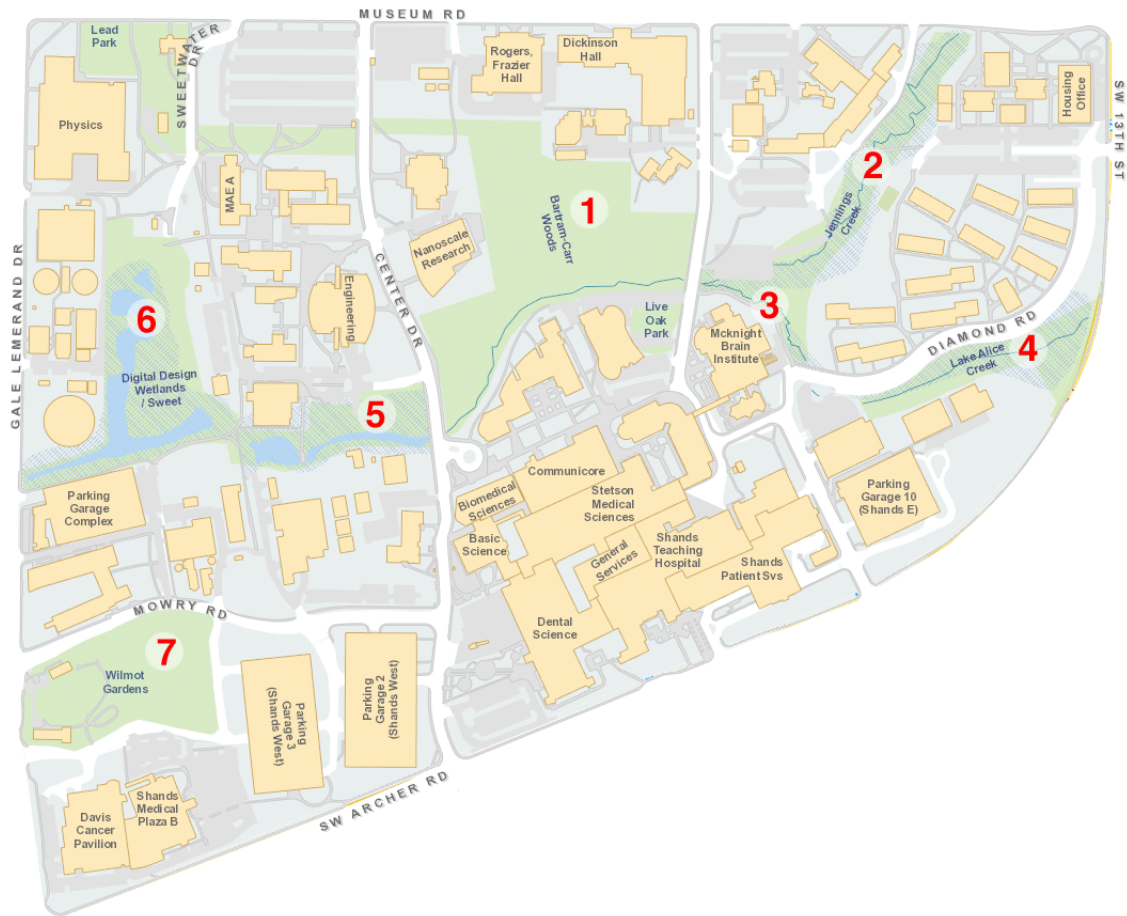 MUSEUM RD
Lead
Park
SWEETWATER
DR
Rogers,
Frazier
Hall
Dickinson
Hall
Housing
Office
SW 13TH ST
Physics
2
MAE A
1
Bartram-Carr
Woods
Jennings
Creek
Nanoscale
Research
CENTER DR
GALE LEMERAND DR
Engineering
6
3
Live
Oak
Park
Mcknight
Brain
Institute
DIAMOND RD
4
Lake Alice
Creek
Digital Design
Wetlands
/ Sweet
5
Communicore
Biomedical
Sciences
Stetson
Medical
Sciences
Parking
Garage 10
(Shands E)
Parking
Garage
Complex
Basic
Science
General
Services
Shands
Teaching
Hospital
Shands
Patient Svs
MOWRY RD
Dental
Science
7
Wilmot
Gardens
Parking
Garage 3
(Shands West)
Parking
Garage 2
(Shands West)
SW ARCHER RD
Shands
Medical
Plaza B
Davis
Cancer
Pavilion